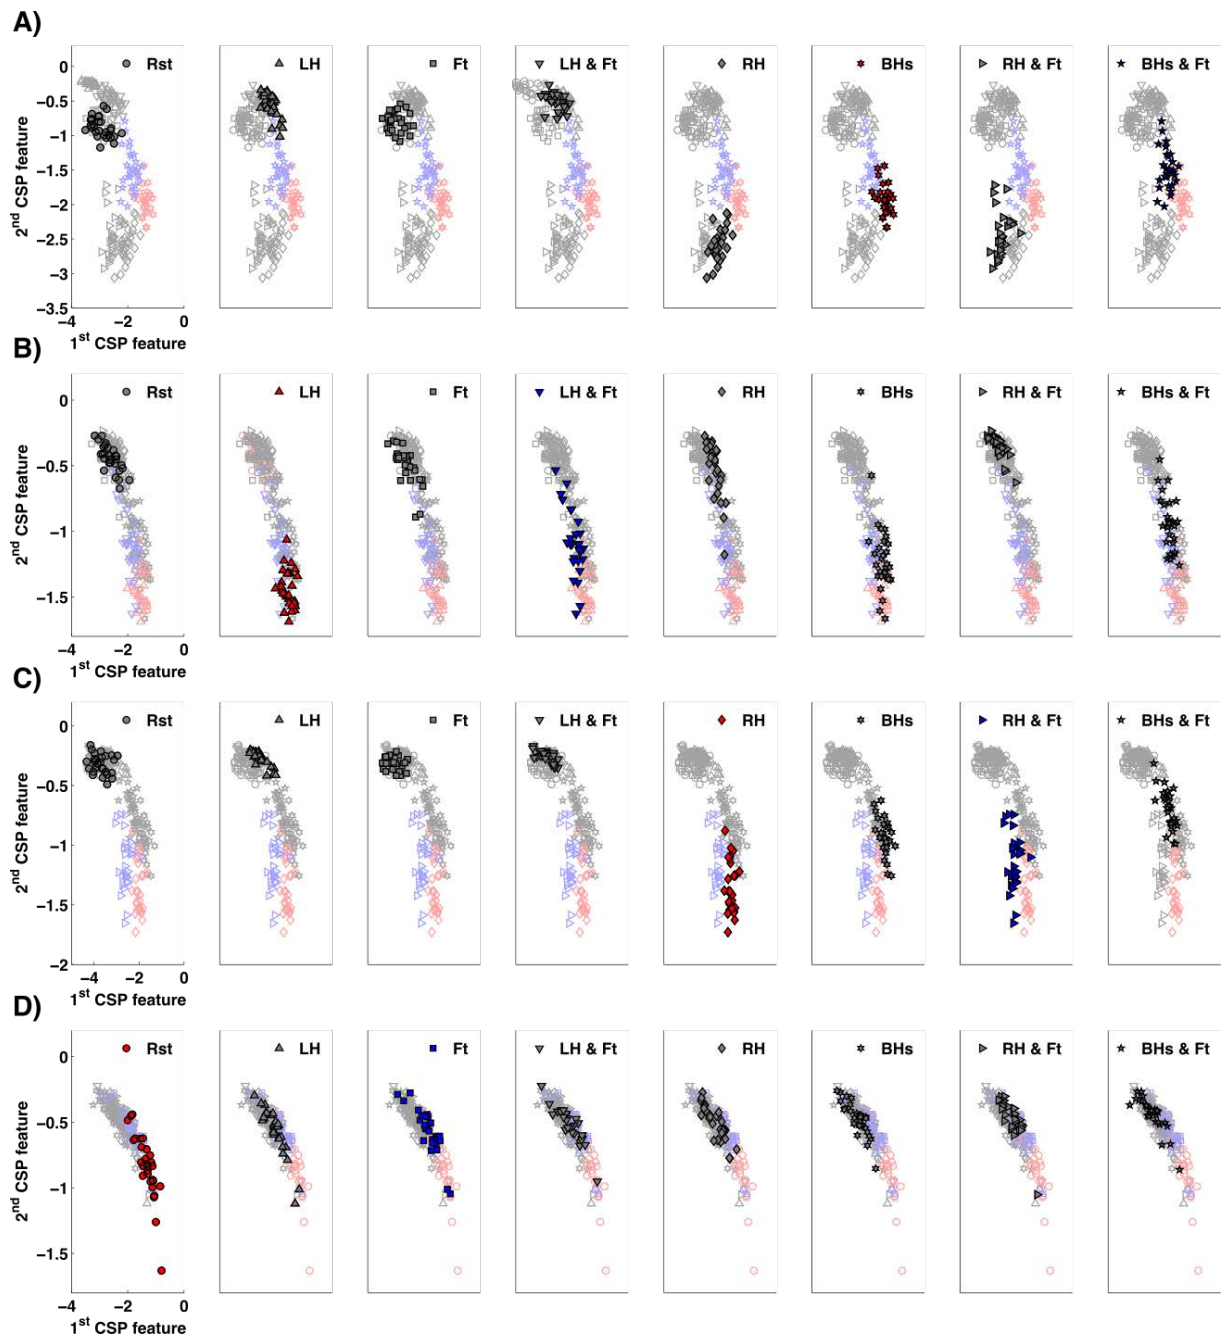 A)
Rst LH Ft LH & Ft RH BHs RH & Ft BHs & Ft
0
−0.5
−1
−1.5
−2
−2.5
−3
−3.5
2nd CSP feature
−4 −2 0
1st CSP feature
B)
Rst LH Ft LH & Ft RH BHs RH & Ft BHs & Ft
0
−0.5
−1
−1.5
2nd CSP feature
−4 −2 0
1st CSP feature
C)
Rst LH Ft LH & Ft RH BHs RH & Ft BHs & Ft
0
−0.5
−1
−1.5
−2
2nd CSP feature
−4 −2 0
1st CSP feature
D)
Rst LH Ft LH & Ft RH BHs RH & Ft BHs & Ft
0
−0.5
−1
−1.5
2nd CSP feature
−4 −2 0
1st CSP feature